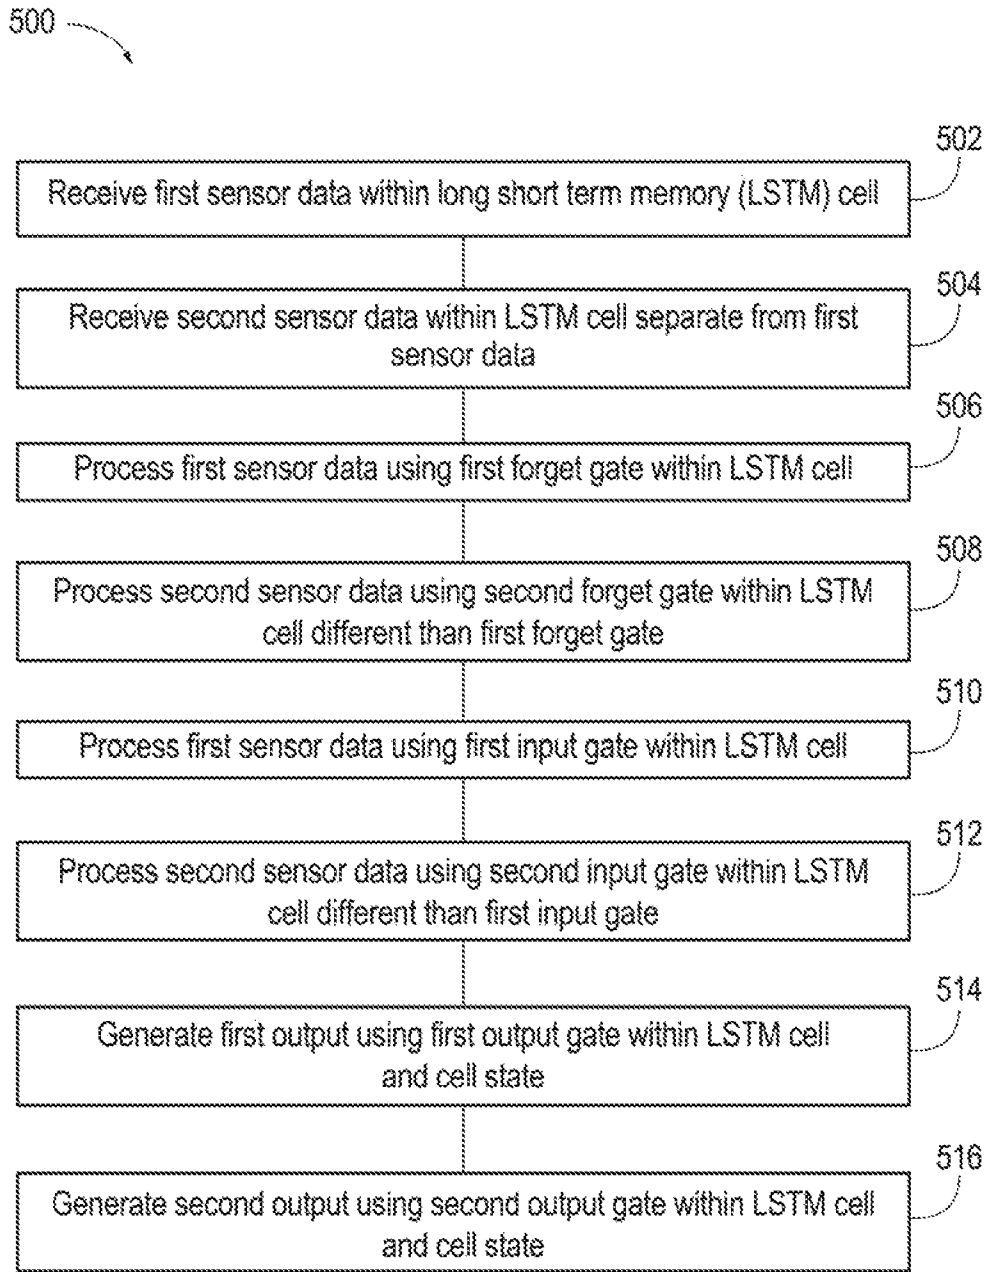 500
502
Receive first sensor data within long short term memory (LSTM) cell
504
Receive second sensor data within LSTM cell separate from first
sensor data
506
Process first sensor data using first forget gate within LSTM cell
508
Process second sensor data using second forget gate within LSTM
cell different than first forget gate
510
Process first sensor data using first input gate within LSTM cell
512
Process second sensor data using second input gate within LSTM
cell different than first input gate
514
Generate first output using first output gate within LSTM cell
and cell state
516
Generate second output using second output gate within LSTM cell
and cell state